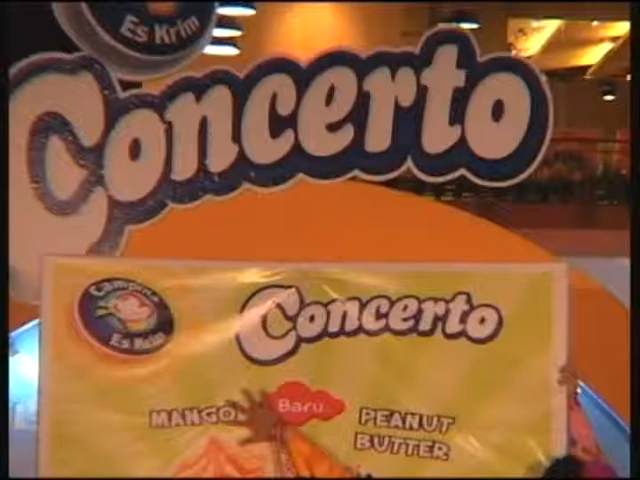 Es Krim
Concerto
Campina
Es Krim
Concerto
MANGO
Baru
PEANUT
BUTTER